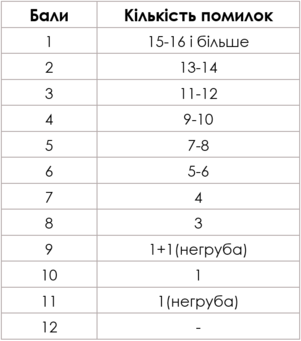 Бали Кількість помилок
1 15-16 і більше
2 13-14
3 11-12
4 9-10
5 7-8
6 5-6
7 4
8 3
9 1+1(негруба)
10 1
11 1(негруба)
12 -